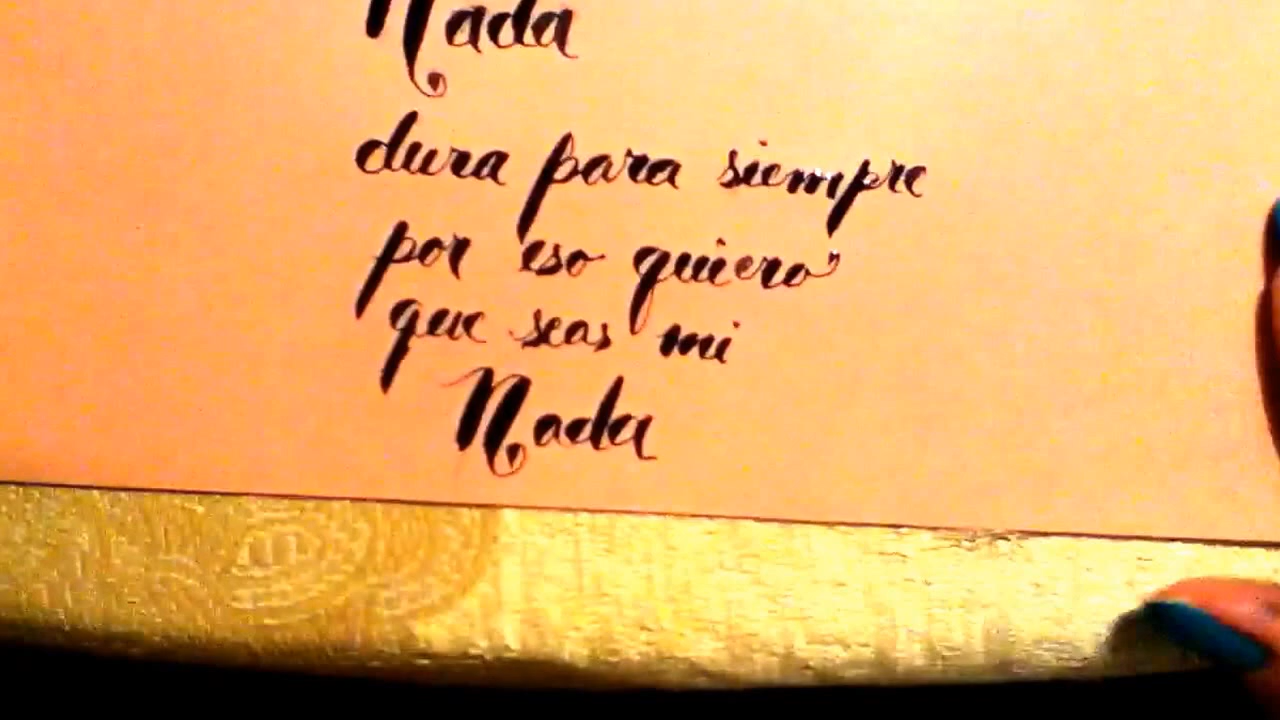 Nada
dura para siempre
por eso quiero"
que seas mi
Nada